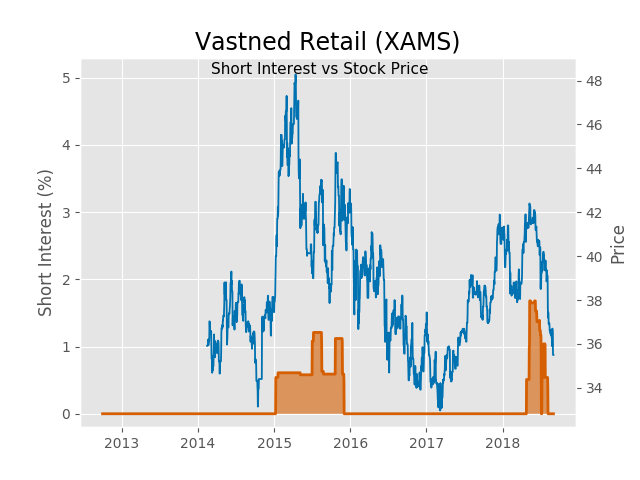 Vastned Retail (XAMS)
Short Interest vs Stock Price
Short Interest (%)
5
4
3
2
1
0
48
46
44
42
40
38
36
34
Price
2013 2014 2015 2016 2017 2018